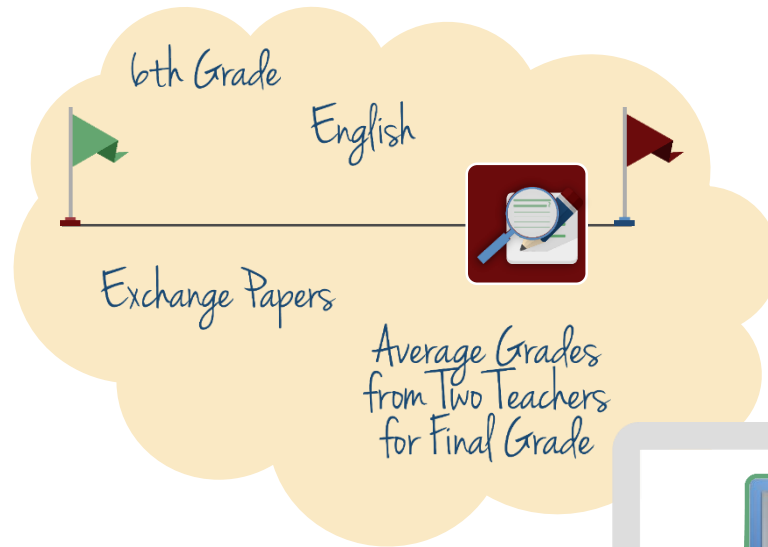 6th Grade
English
Exchange Papers
Average Grades
from Two Teachers
for Final Grade